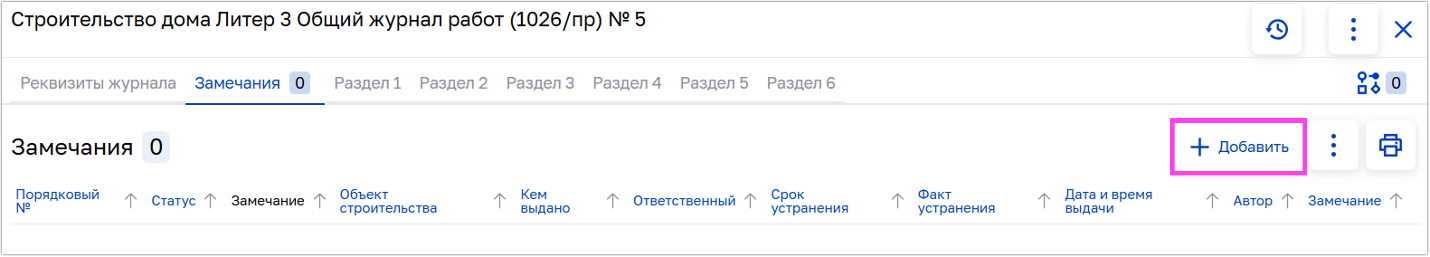 Строительство дома Литер 3 Общий журнал работ (1026/пр) № 5
Реквизиты журнала Замечания 0 Раздел 1 Раздел 2 Раздел 3 Раздел 4 Раздел 5 Раздел 6 0
Замечания 0 Добавить
Порядковый № Статус Замечание Объект строительства Кем выдано Ответственный Срок устранения Факт устранения Дата и время выдачи Автор Замечание